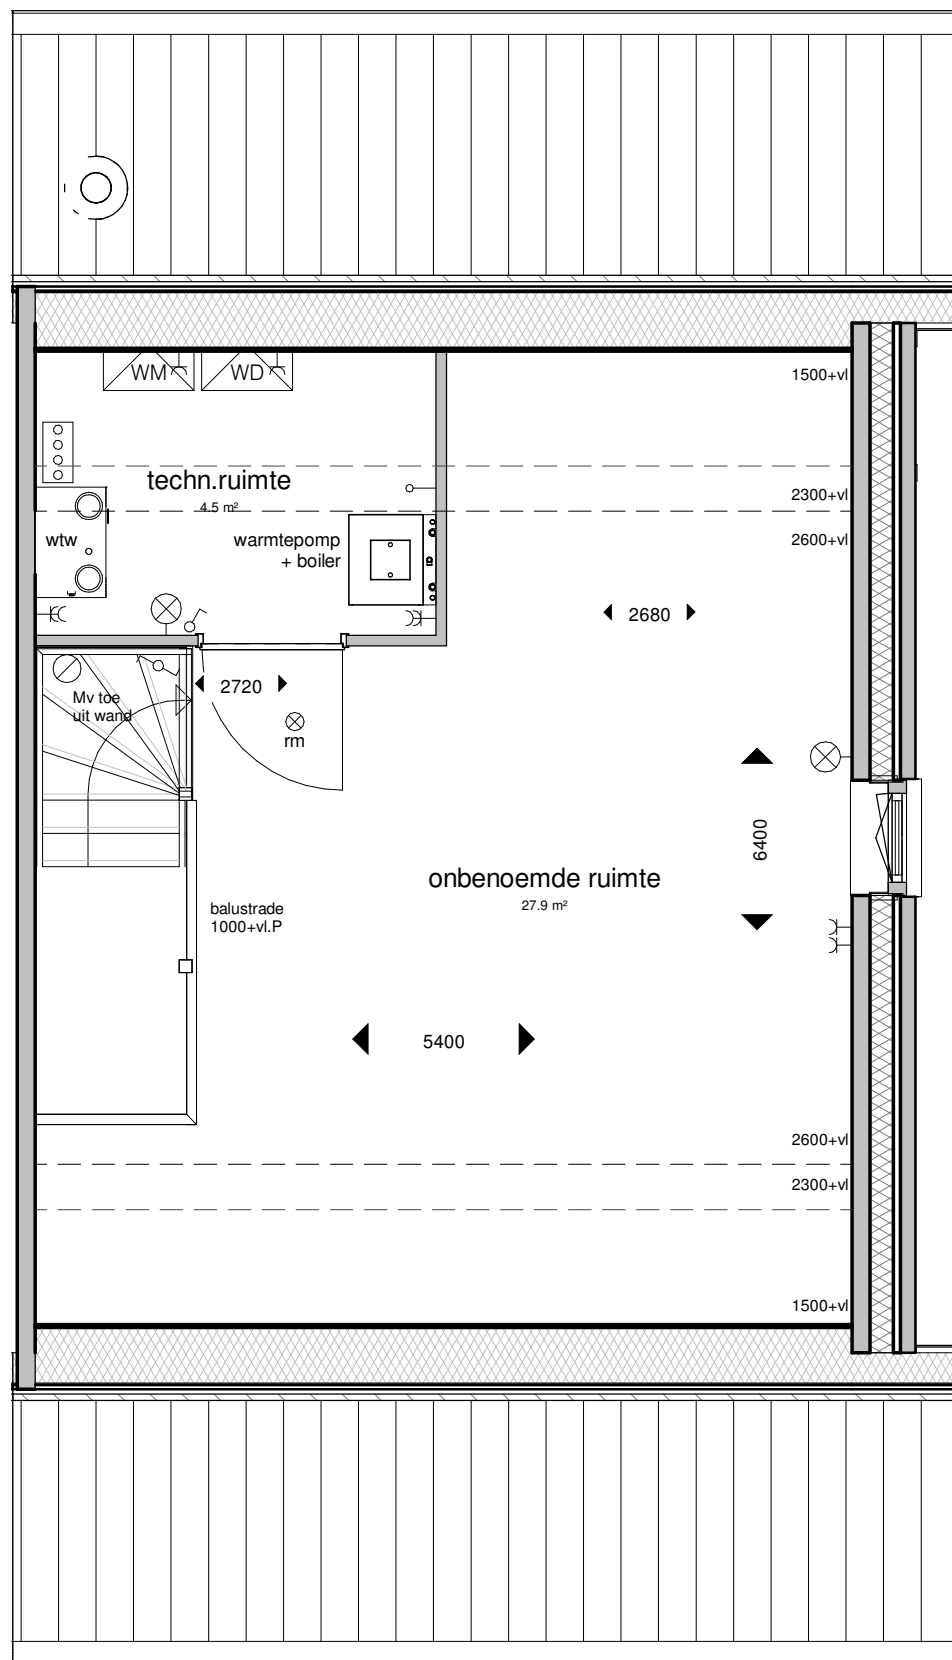 WM
WD
1500+vl
techn.ruimte
4.5 m²
2300+vl
wtw
warmtepomp
+ boiler
2600+vl
2680
Mv toe
uit wand
2720
rm
6400
onbenoemde ruimte
27.9 m²
balustrade
1000+vl.P
5400
2600+vl
2300+vl
1500+vl